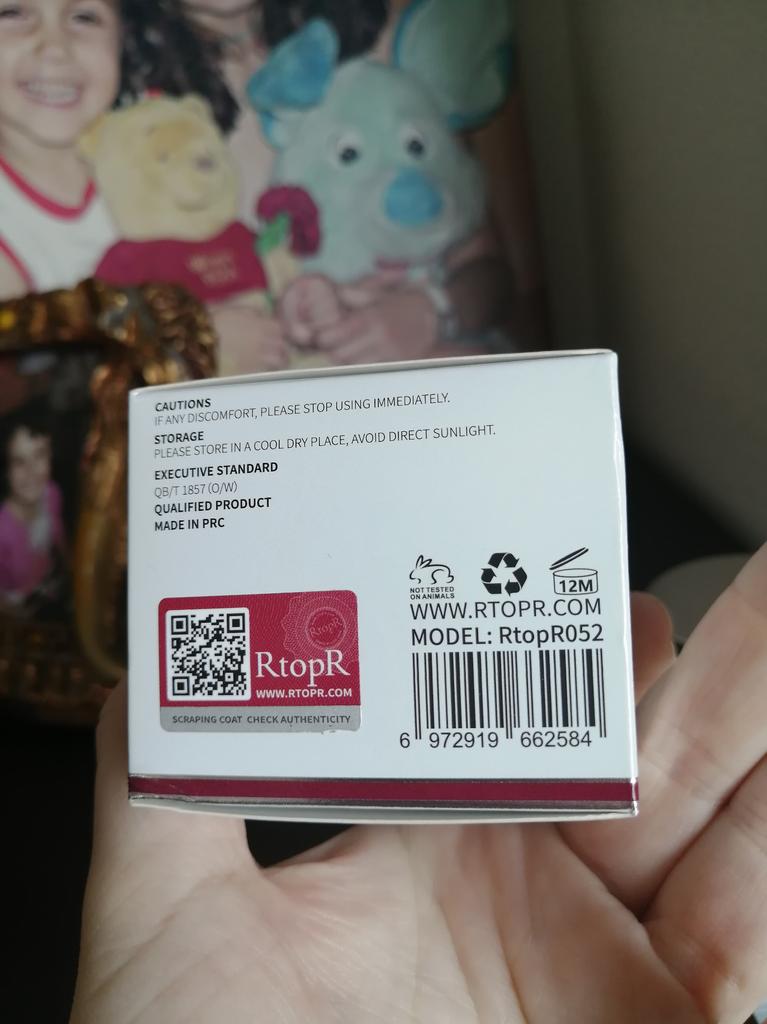 CAUTIONS
IF ANY DISCOMFORT, PLEASE STOP USING IMMEDIATELY.
STORAGE
PLEASE STORE IN A COOL DRY PLACE, AVOID DIRECT SUNLIGHT.
EXECUTIVE STANDARD
QB/T 1857 (O/W)
QUALIFIED PRODUCT
MADE IN PRC
NOT TESTED
ON ANIMALS
12M
WWW.RTOPR.COM
MODEL: RtopR052
6 972919 662584
RtopR
RtopR
WWW.RTOPR.COM
SCRAPING COAT CHECK AUTHENTICITY